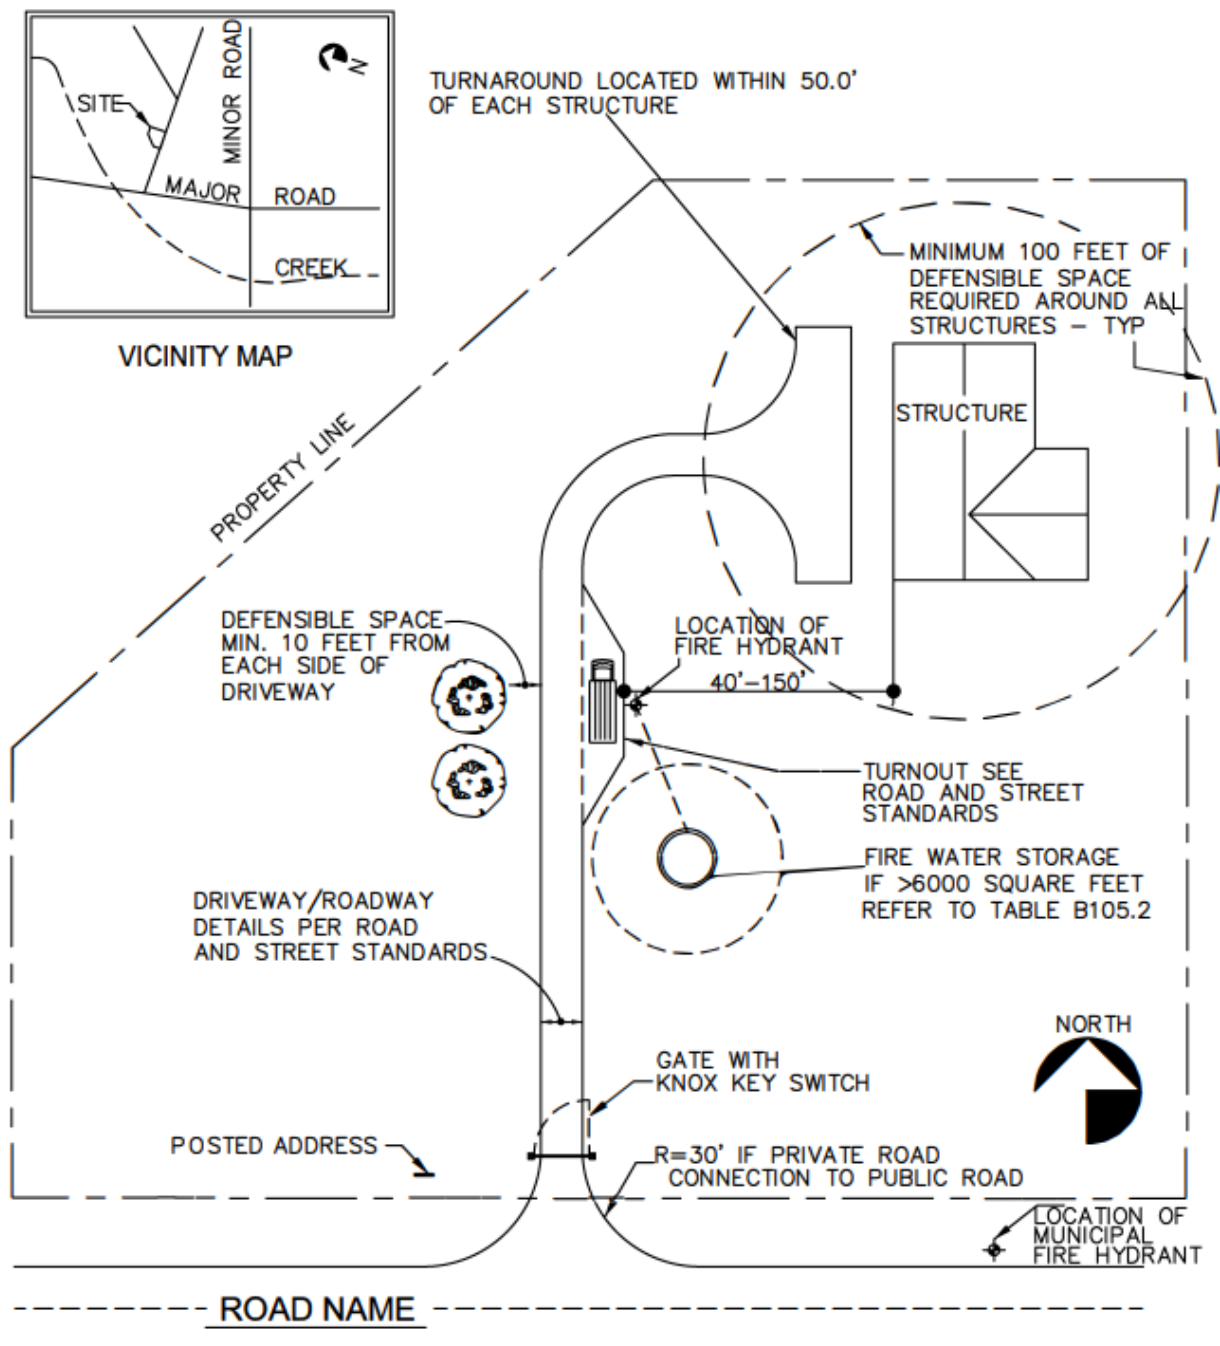 MINOR ROAD
N
SITE
MAJOR ROAD
CREEK
VICINITY MAP
TURNAROUND LOCATED WITHIN 50.0'
OF EACH STRUCTURE
MINIMUM 100 FEET OF
DEFENSIBLE SPACE
REQUIRED AROUND ALL
STRUCTURES – TYP
STRUCTURE
PROPERTY LINE
DEFENSIBLE SPACE
MIN. 10 FEET FROM
EACH SIDE OF
DRIVEWAY
LOCATION OF
FIRE HYDRANT
40'–150'
TURNOUT SEE
ROAD AND STREET
STANDARDS
FIRE WATER STORAGE
IF >6000 SQUARE FEET
REFER TO TABLE B105.2
DRIVEWAY/ROADWAY
DETAILS PER ROAD
AND STREET STANDARDS
NORTH
GATE WITH
KNOX KEY SWITCH
POSTED ADDRESS
R=30' IF PRIVATE ROAD
CONNECTION TO PUBLIC ROAD
LOCATION OF
MUNICIPAL
FIRE HYDRANT
ROAD NAME